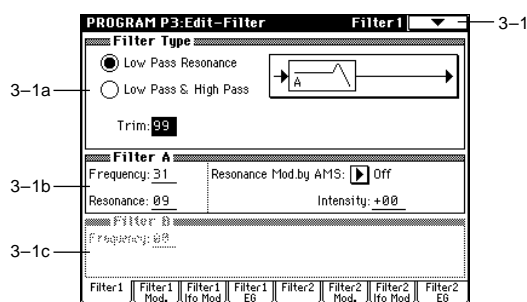 PROGRAM P3:Edit-Filter Filter1 3–1
Filter Type
Low Pass Resonance
3–1a
Low Pass & High Pass
A
Trim: 99
Filter A
3–1b
Frequency: 31 Resonance Mod.by AMS: Off
Resonance: 09 Intensity: +00
Filter B
3–1c
Frequency: 00
Filter1 Filter1 Mod. Filter1 lfo Mod Filter1 EG Filter2 Filter2 Mod. Filter2 lfo Mod Filter2 EG